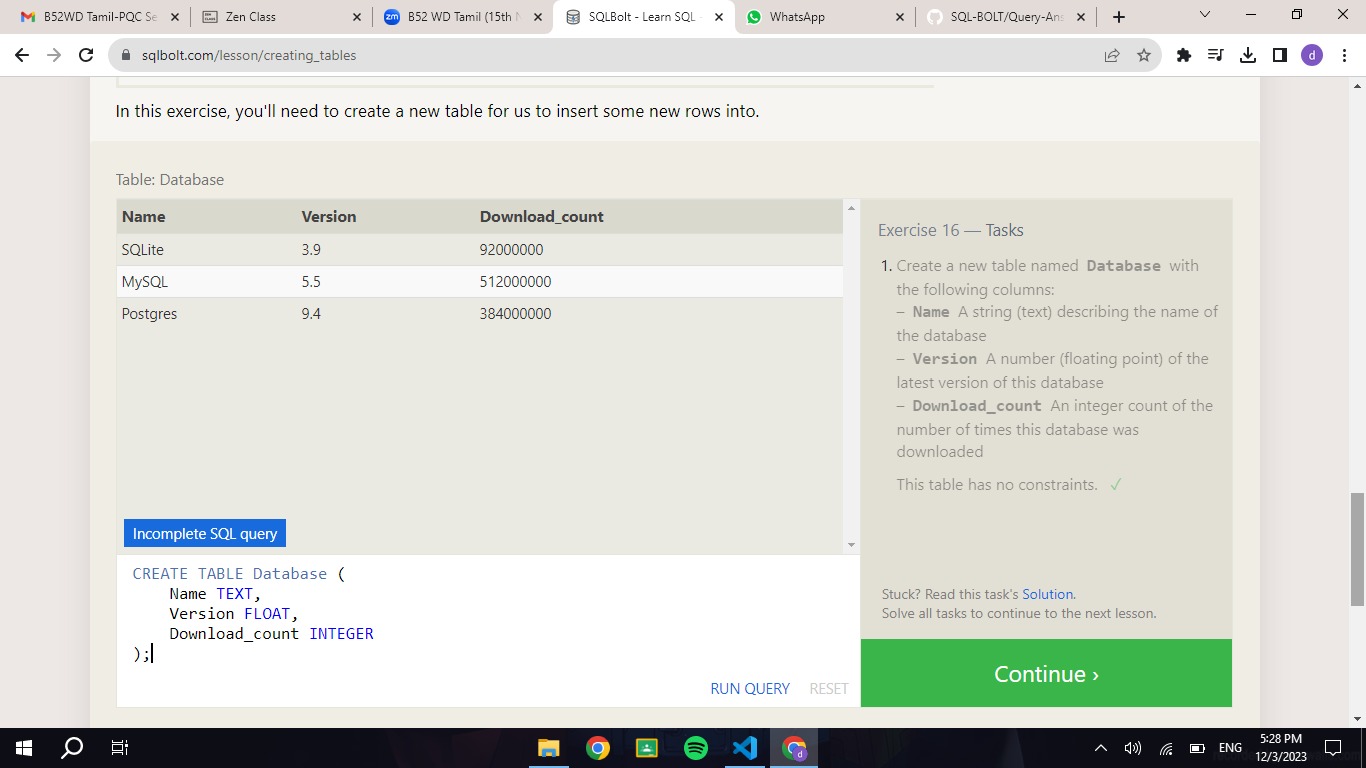 B52WD Tamil-PQC Se
Zen Class
zm
B52 WD Tamil (15th N
SQLBolt - Learn SQL -
WhatsApp
SQL-BOLT/Query-Ans
sqlbolt.com/lesson/creating_tables
d
In this exercise, you'll need to create a new table for us to insert some new rows into.
Table: Database
Name Version Download_count
SQLite 3.9 92000000
MySQL 5.5 512000000
Postgres 9.4 384000000
Incomplete SQL query
CREATE TABLE Database (
Name TEXT,
Version FLOAT,
Download_count INTEGER
);
RUN QUERY RESET
Exercise 16 — Tasks
1. Create a new table named Database with
the following columns:
– Name A string (text) describing the name of
the database
– Version A number (floating point) of the
latest version of this database
– Download_count An integer count of the
number of times this database was
downloaded
This table has no constraints. ✓
Stuck? Read this task's Solution.
Solve all tasks to continue to the next lesson.
Continue ›
ENG
5:28 PM
12/3/2023